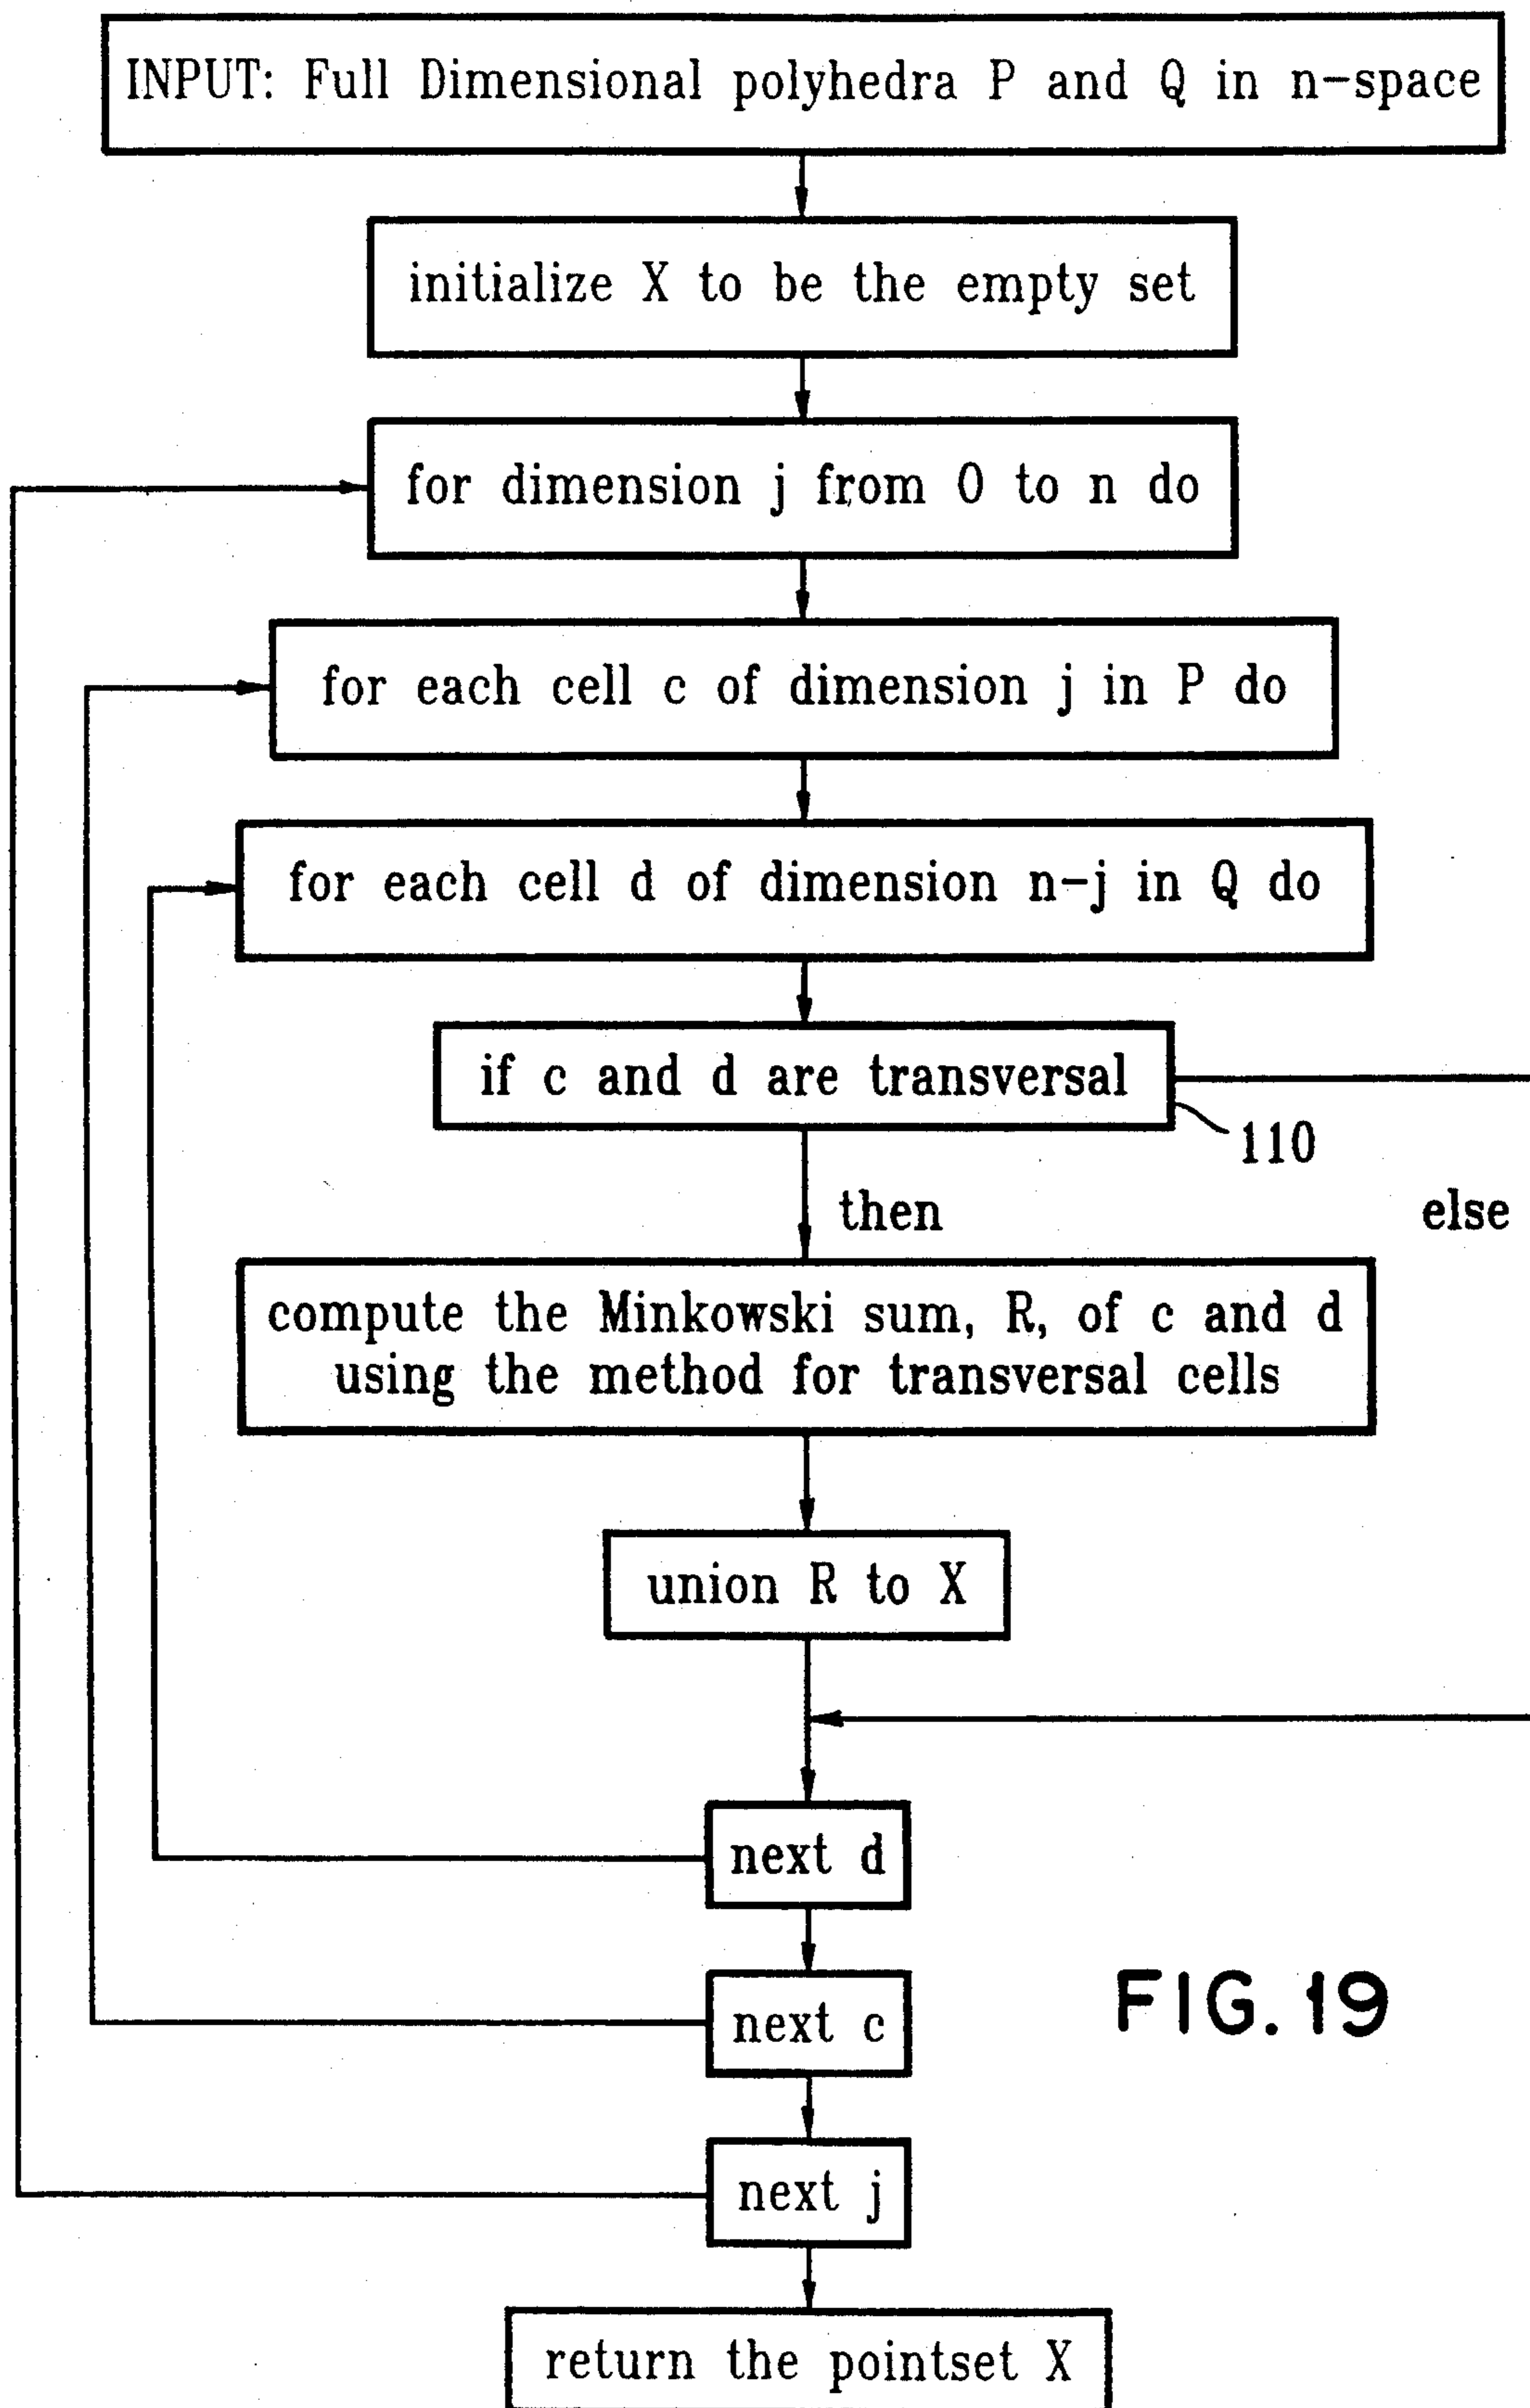 INPUT: Full Dimensional polyhedra P and Q in n-space
initialize X to be the empty set
for dimension j from 0 to n do
for each cell c of dimension j in P do
for each cell d of dimension n-j in Q do
if c and d are transversal
110
then
else
compute the Minkowski sum, R, of c and d
using the method for transversal cells
union R to X
next d
next c
FIG. 19
next j
return the pointset X